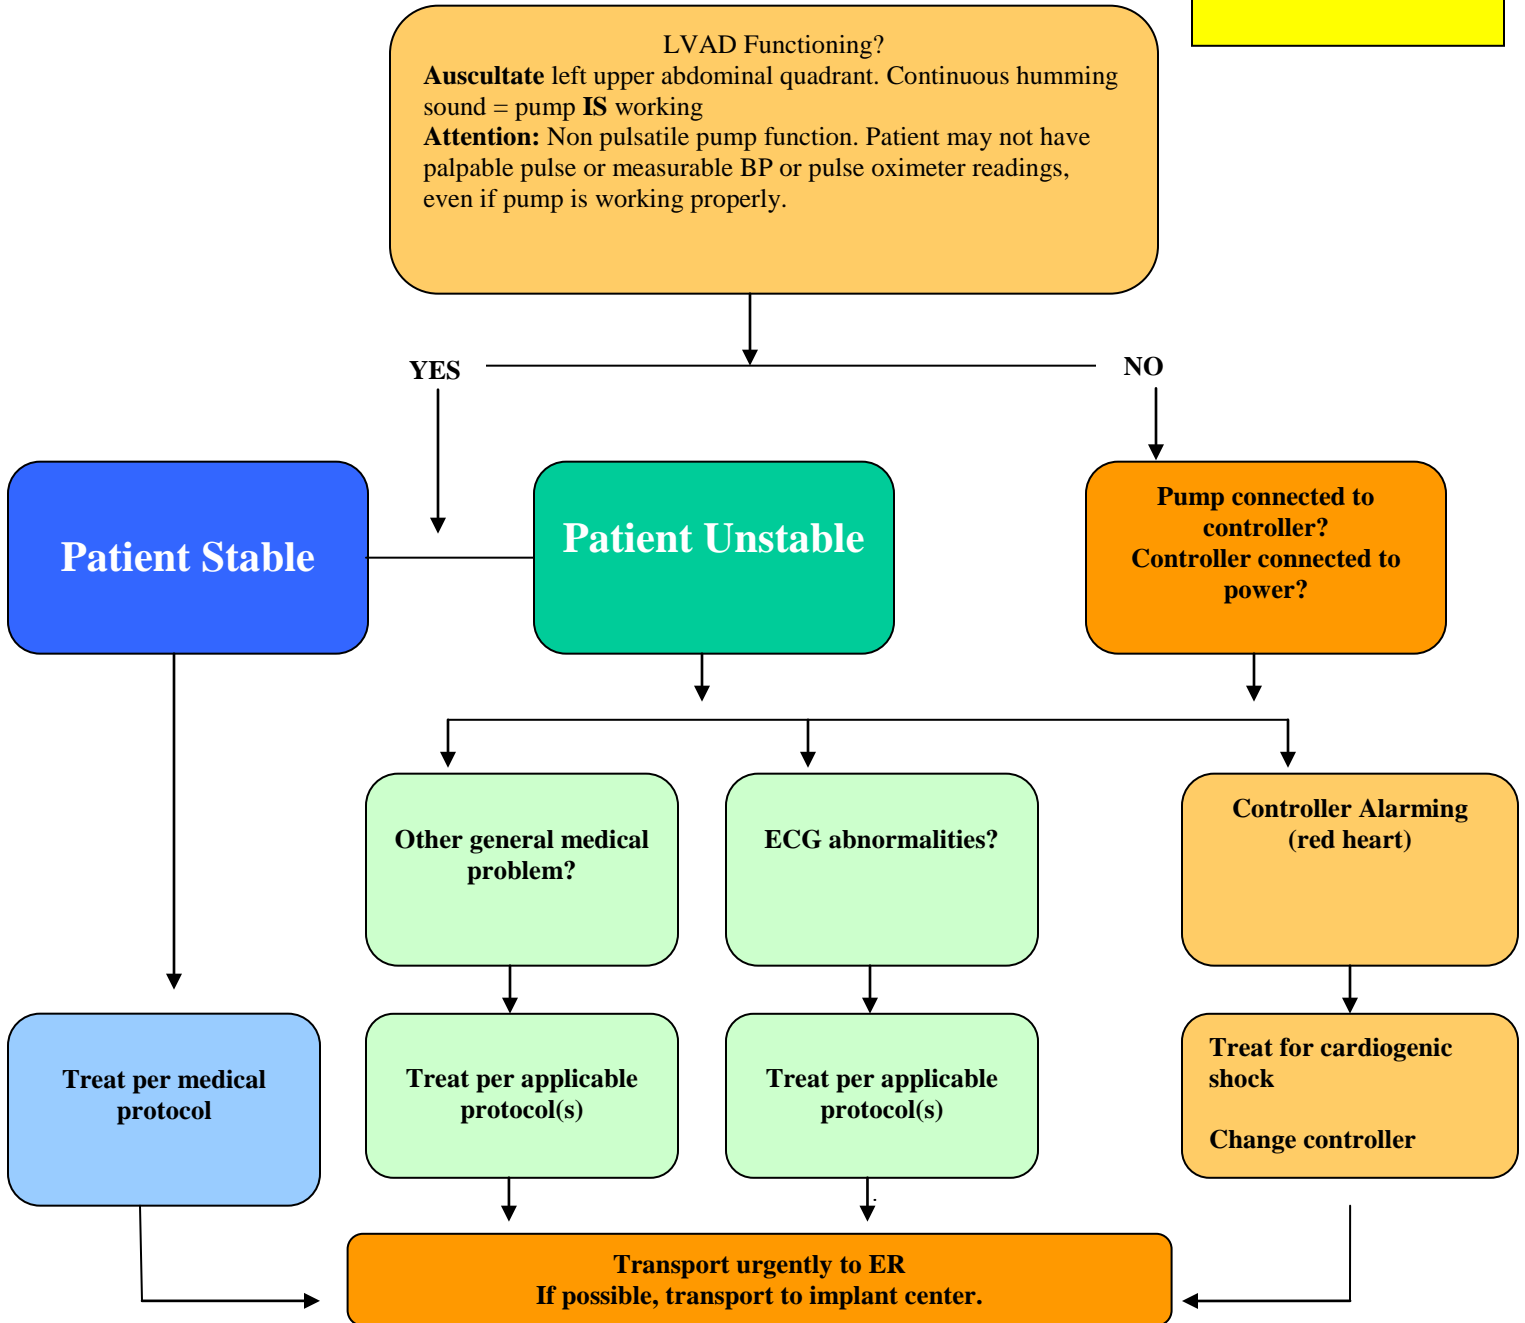 LVAD Functioning?
Auscultate left upper abdominal quadrant. Continuous humming
sound = pump IS working
Attention: Non pulsatile pump function. Patient may not have
palpable pulse or measurable BP or pulse oximeter readings,
even if pump is working properly.
YES
NO
Patient Stable
Patient Unstable
Pump connected to
controller?
Controller connected to
power?
Other general medical
problem?
ECG abnormalities?
Controller Alarming
(red heart)
Treat per medical
protocol
Treat per applicable
protocol(s)
Treat per applicable
protocol(s)
Treat for cardiogenic
shock
Change controller
Transport urgently to ER
If possible, transport to implant center.